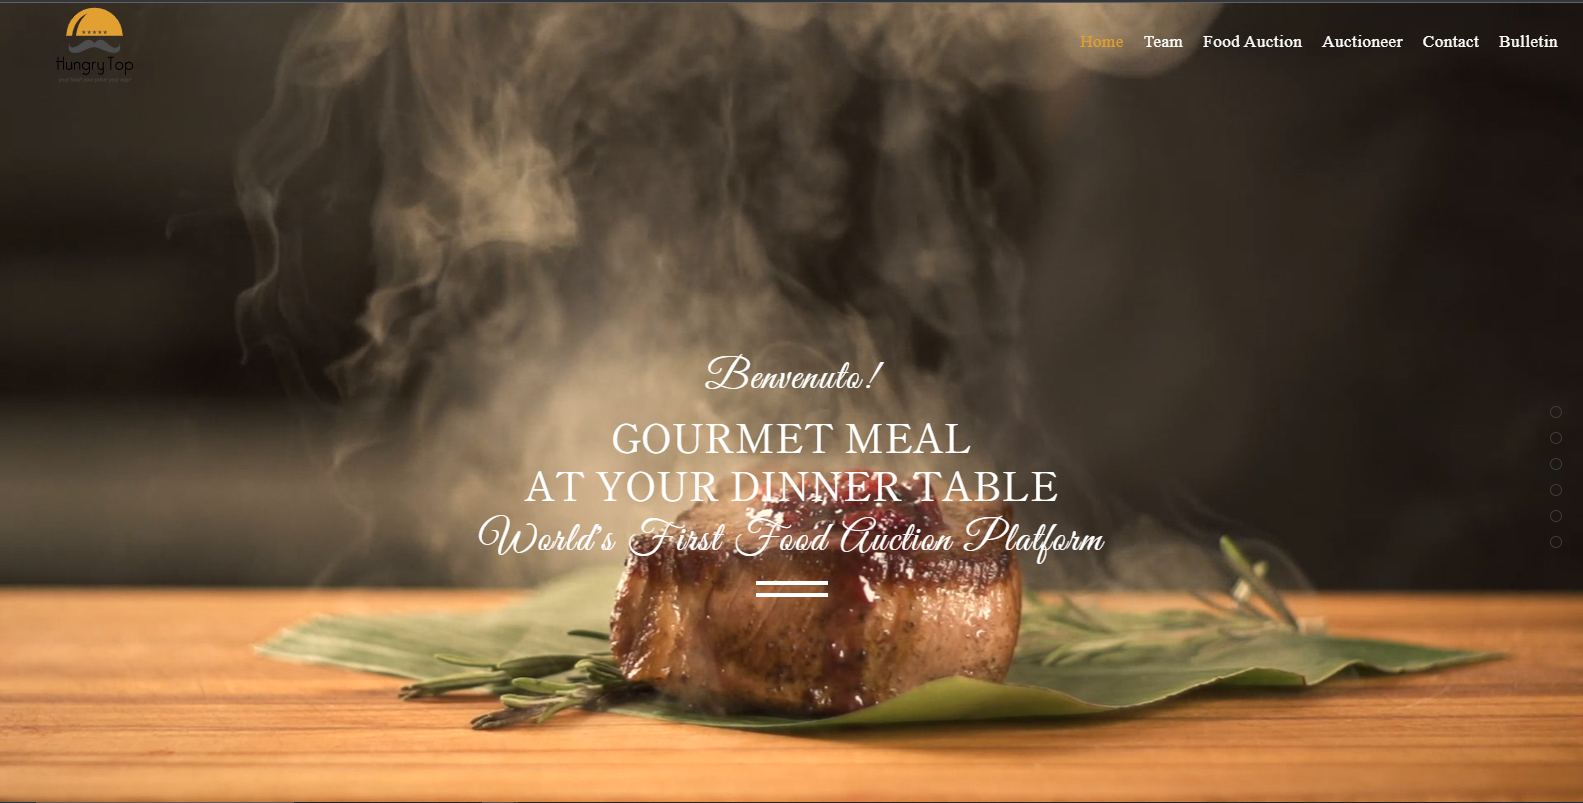 Hungry Top
Home Team Food Auction Auctioneer Contact Bulletin
Benvenuto!
GOURMET MEAL
AT YOUR DINNER TABLE
World's First Food Auction Platform